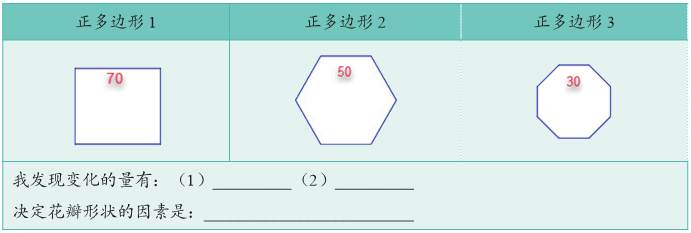 正多边形 1
正多边形 2
正多边形 3
70
50
30
我发现变化的量有：（1）________（2）________
决定花瓣形状的因素是：____________________